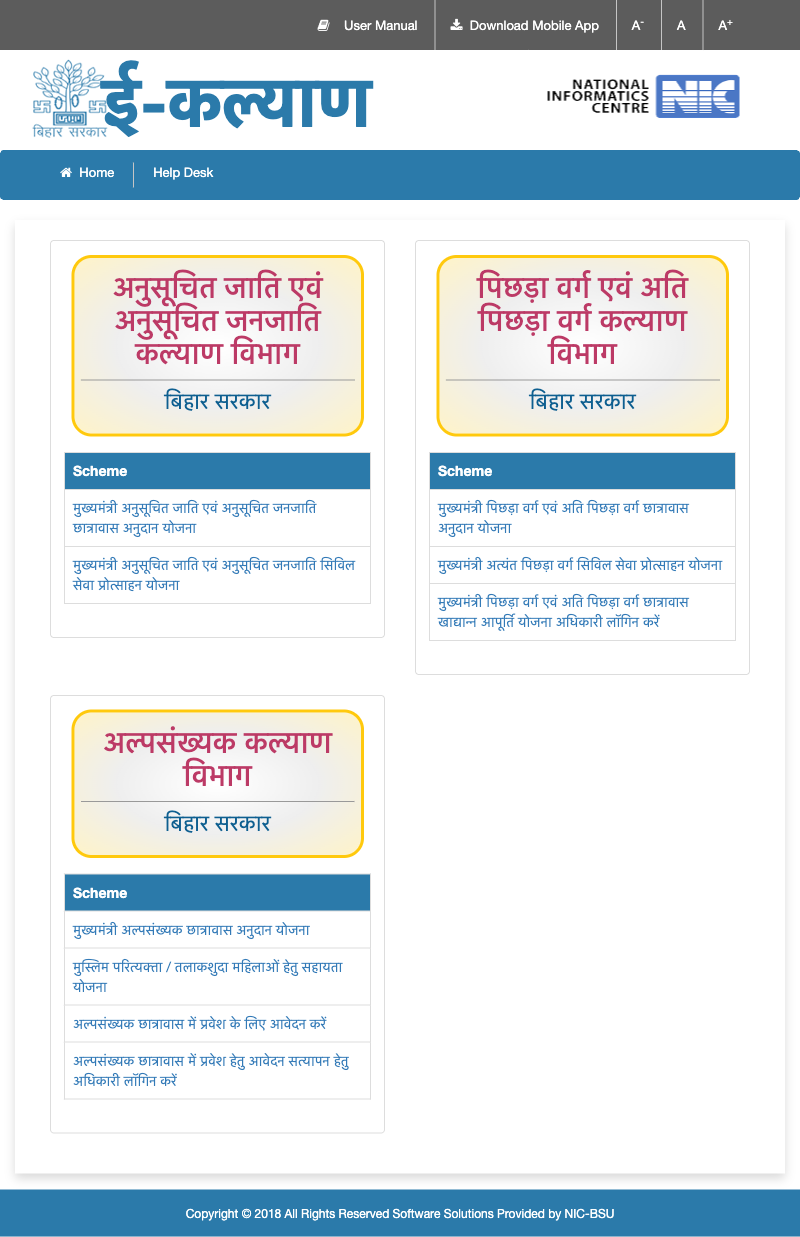 User Manual
Download Mobile App
A-
A
A+
ई-कल्याण
बिहार सरकार
NATIONAL
INFORMATICS
CENTRE
NIC
Home
Help Desk
अनुसूचित जाति एवं
अनुसूचित जनजाति
कल्याण विभाग
बिहार सरकार
Scheme
मुख्यमंत्री अनुसूचित जाति एवं अनुसूचित जनजाति
छात्रावास अनुदान योजना
मुख्यमंत्री अनुसूचित जाति एवं अनुसूचित जनजाति सिविल
सेवा प्रोत्साहन योजना
पिछड़ा वर्ग एवं अति
पिछड़ा वर्ग कल्याण
विभाग
बिहार सरकार
Scheme
मुख्यमंत्री पिछड़ा वर्ग एवं अति पिछड़ा वर्ग छात्रावास
अनुदान योजना
मुख्यमंत्री अत्यंत पिछड़ा वर्ग सिविल सेवा प्रोत्साहन योजना
मुख्यमंत्री पिछड़ा वर्ग एवं अति पिछड़ा वर्ग छात्रावास
खाद्यान्न आपूर्ति योजना अधिकारी लॉगिन करें
अल्पसंख्यक कल्याण
विभाग
बिहार सरकार
Scheme
मुख्यमंत्री अल्पसंख्यक छात्रावास अनुदान योजना
मुस्लिम परित्यक्ता / तलाकशुदा महिलाओं हेतु सहायता
योजना
अल्पसंख्यक छात्रावास में प्रवेश के लिए आवेदन करें
अल्पसंख्यक छात्रावास में प्रवेश हेतु आवेदन सत्यापन हेतु
अधिकारी लॉगिन करें
Copyright © 2018 All Rights Reserved Software Solutions Provided by NIC-BSU